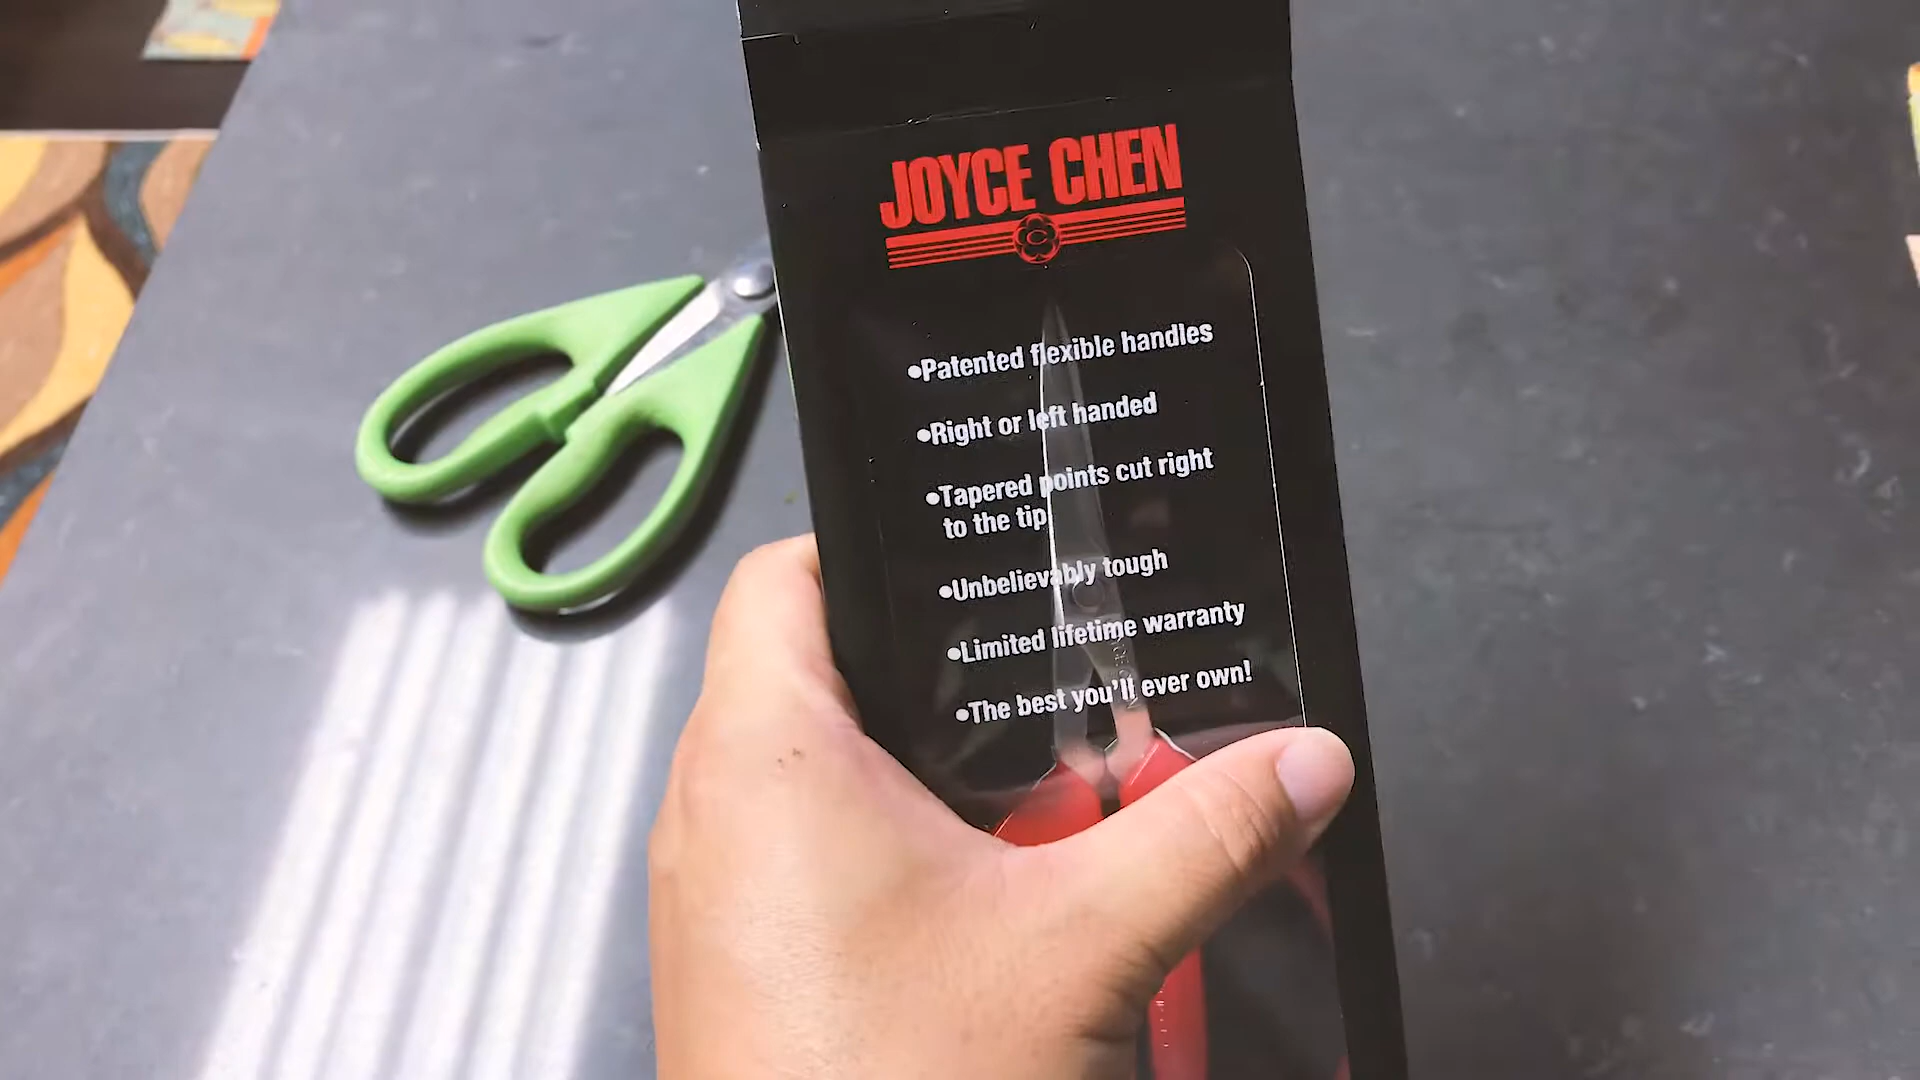 JOYCE CHEN
C
•Patented flexible handles
•Right or left handed
•Tapered points cut right
to the tip
•Unbelievably tough
•Limited lifetime warranty
•The best you'll ever own!